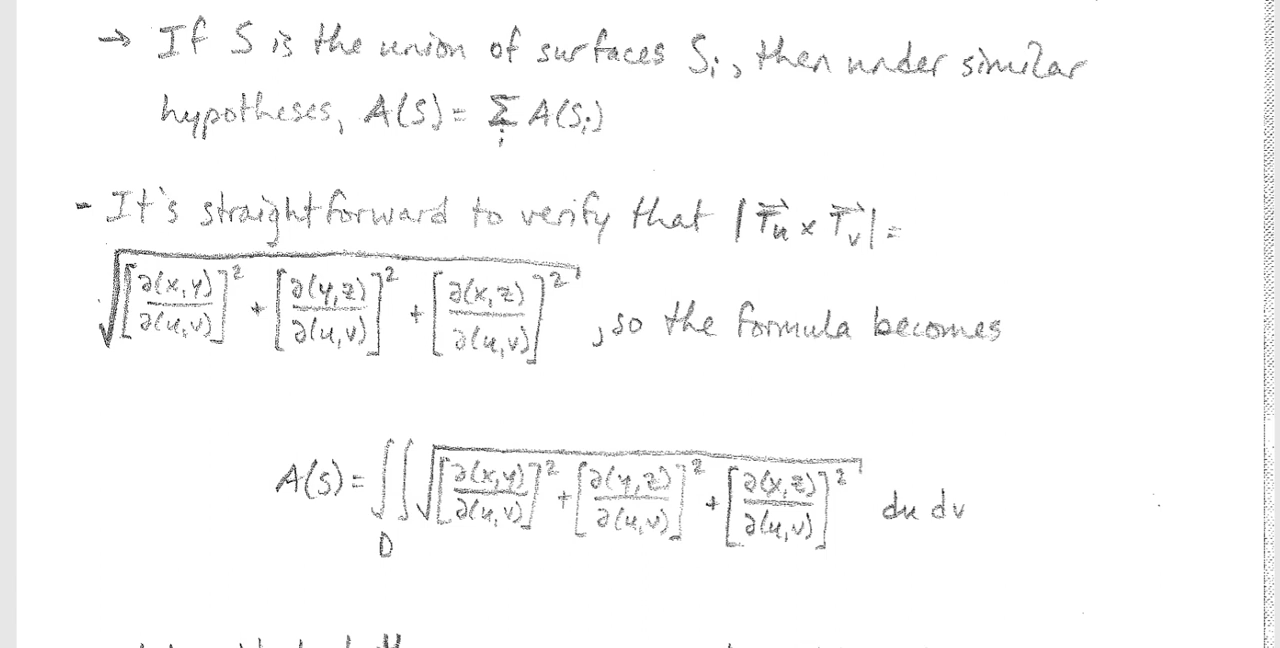 → If S is the union of surfaces Sᵢ, then under similar
hypotheses, A(S) = Σᵢ A(Sᵢ)
- It's straightforward to verify that |T⃗ᵤ × T⃗ᵥ| =
√([∂(x,y)/∂(u,v)]² + [∂(y,z)/∂(u,v)]² + [∂(x,z)/∂(u,v)]²), so the formula becomes
A(S) = ∬_D √([∂(x,y)/∂(u,v)]² + [∂(y,z)/∂(u,v)]² + [∂(x,z)/∂(u,v)]²) du dv